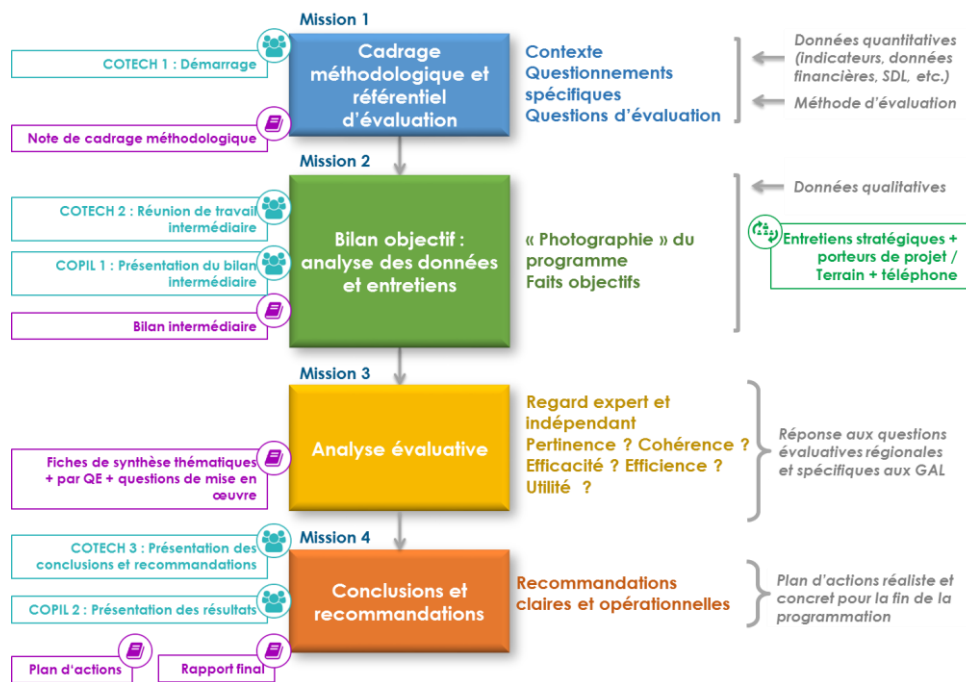 Mission 1
COTECH 1 : Démarrage
Note de cadrage méthodologique
Cadrage
méthodologique et
référentiel
d'évaluation
Contexte
Questionnements
spécifiques
Questions d'évaluation
Données quantitatives
(indicateurs, données
financières, SDL, etc.)
Méthode d'évaluation
Mission 2
COTECH 2 : Réunion de travail
intermédiaire
COPIL 1 : Présentation du bilan
intermédiaire
Bilan intermédiaire
Bilan objectif :
analyse des données
et entretiens
« Photographie » du
programme
Faits objectifs
Données qualitatives
Entretiens stratégiques +
porteurs de projet /
Terrain + téléphone
Mission 3
Fiches de synthèse thématiques
+ par QE + questions de mise en
œuvre
Analyse évaluative
Regard expert et
indépendant
Pertinence ? Cohérence ?
Efficacité ? Efficience ?
Utilité ?
Réponse aux questions
évaluatives régionales
et spécifiques aux GAL
Mission 4
COTECH 3 : Présentation des
conclusions et recommandations
COPIL 2 : Présentation des résultats
Plan d'actions
Rapport final
Conclusions et
recommandations
Recommandations
claires et opérationnelles
Plan d'actions réaliste et
concret pour la fin de la
programmation